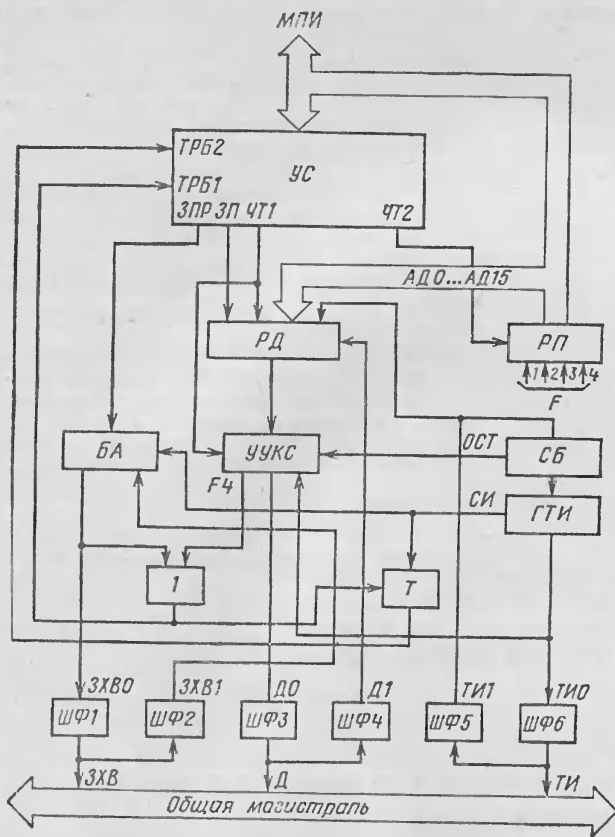 МПИ
ТРБ2
УС
ТРБ1
ЗПР ЗП ЧТ1 ЧТ2
АД0...АД15
РД
РП
1 2 3 4
F
БА
УУКС
ОСТ
СБ
F4
СИ
ГТИ
1
Т
ЗХВ0 ЗХВ1 Д0 Д1 ТИ1 ТИ0
ШФ1 ШФ2 ШФ3 ШФ4 ШФ5 ШФ6
ЗХВ Д ТИ
Общая магистраль